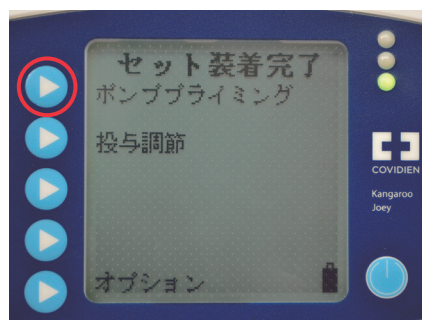 セット装着完了
ポンププライミング
投与調節
オプション
COVIDIEN
Kangaroo
Joey